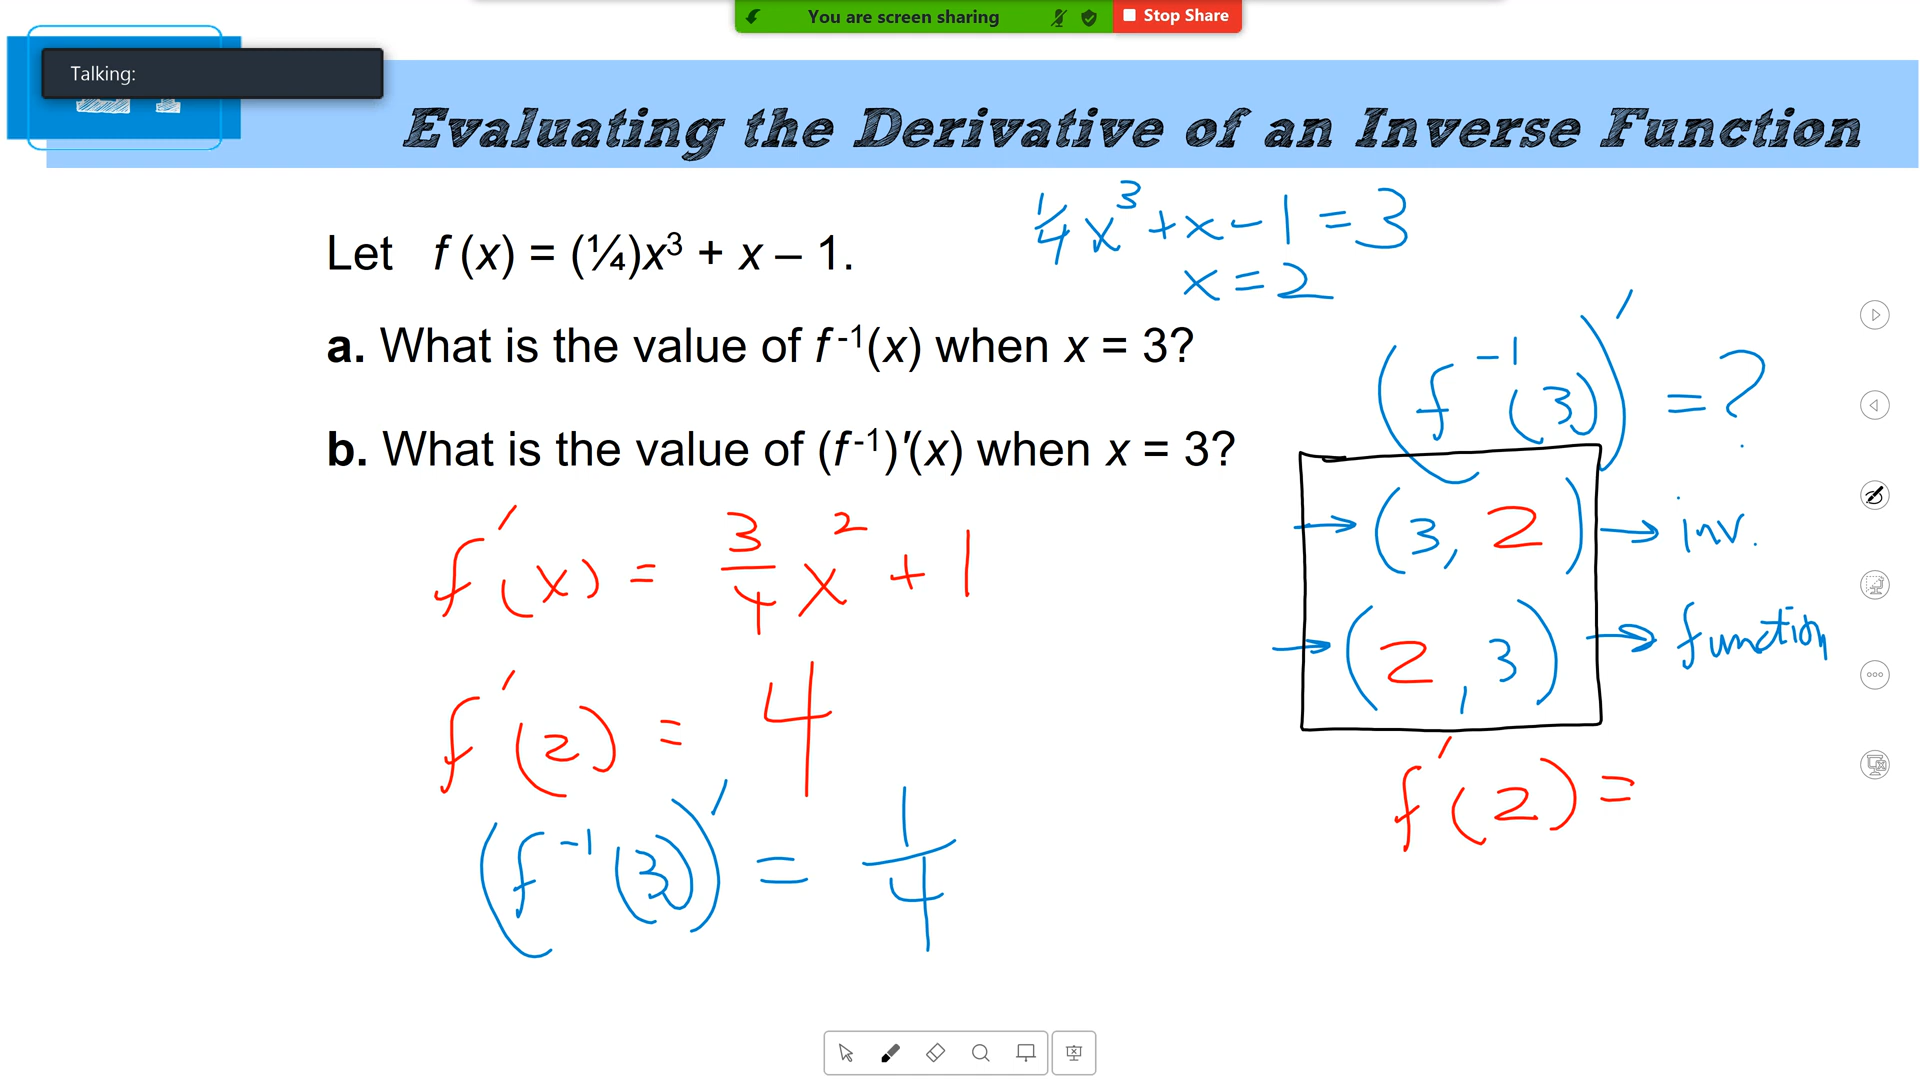 You are screen sharing
Stop Share
Talking:
Evaluating the Derivative of an Inverse Function
¼x³ + x − 1 = 3
x = 2
Let f (x) = (¼)x³ + x – 1.
a. What is the value of f⁻¹(x) when x = 3?
b. What is the value of (f⁻¹)′(x) when x = 3?
(f⁻¹(3))′ = ?
→ (3, 2) → inv.
→ (2, 3) → function
f′(2) =
f′(x) = 3/4 x² + 1
f′(2) = 4
(f⁻¹(3))′ = 1/4